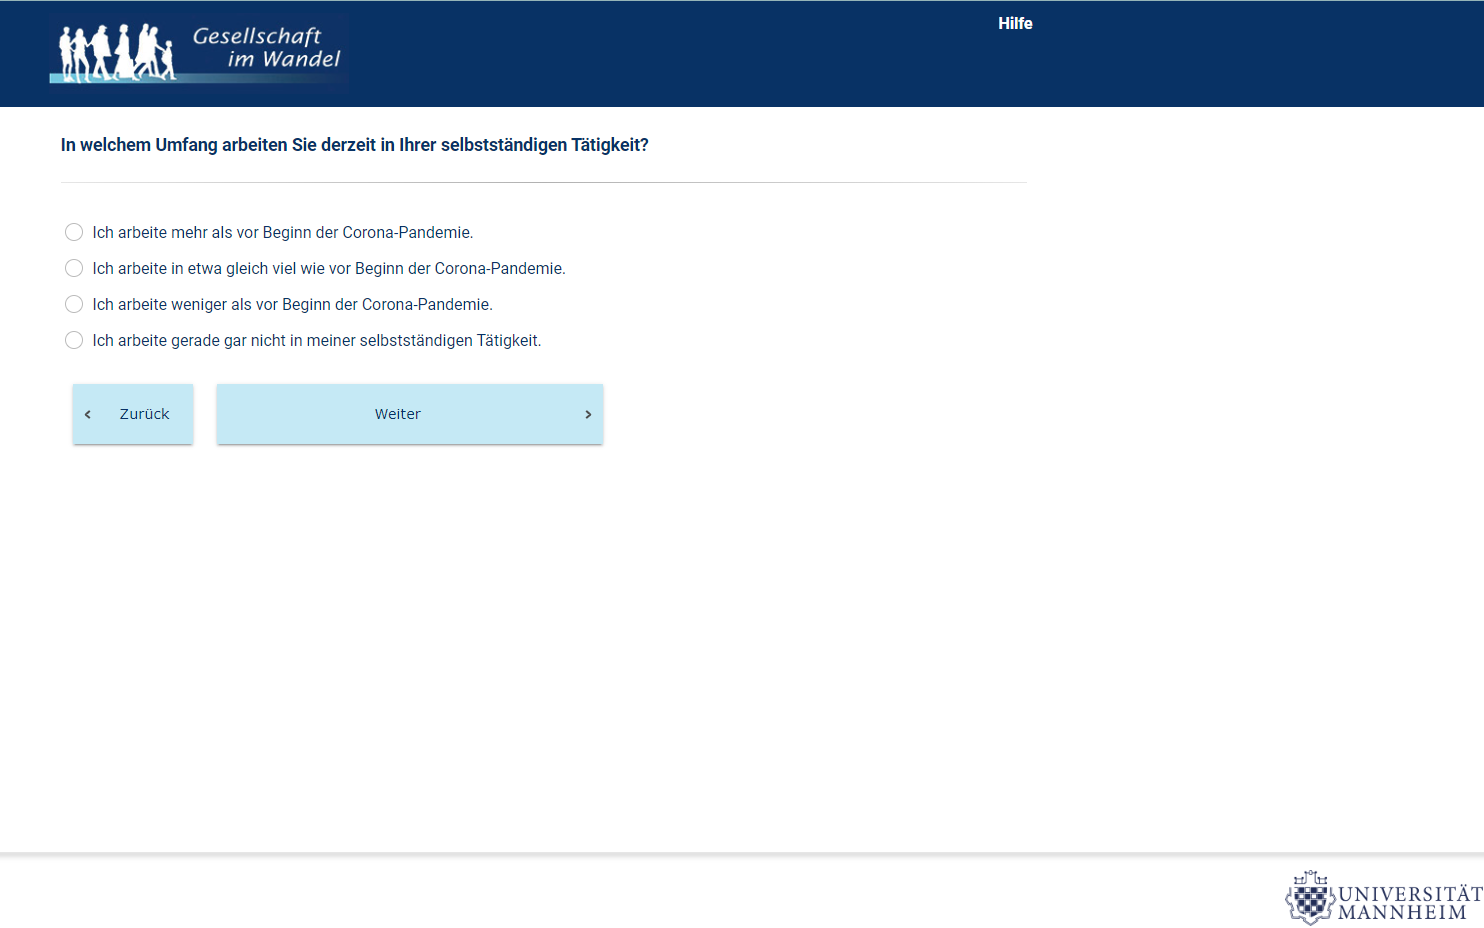 Gesellschaft
im Wandel
Hilfe
In welchem Umfang arbeiten Sie derzeit in Ihrer selbstständigen Tätigkeit?
Ich arbeite mehr als vor Beginn der Corona-Pandemie.
Ich arbeite in etwa gleich viel wie vor Beginn der Corona-Pandemie.
Ich arbeite weniger als vor Beginn der Corona-Pandemie.
Ich arbeite gerade gar nicht in meiner selbstständigen Tätigkeit.
‹ Zurück
Weiter ›
UNIVERSITÄT
MANNHEIM